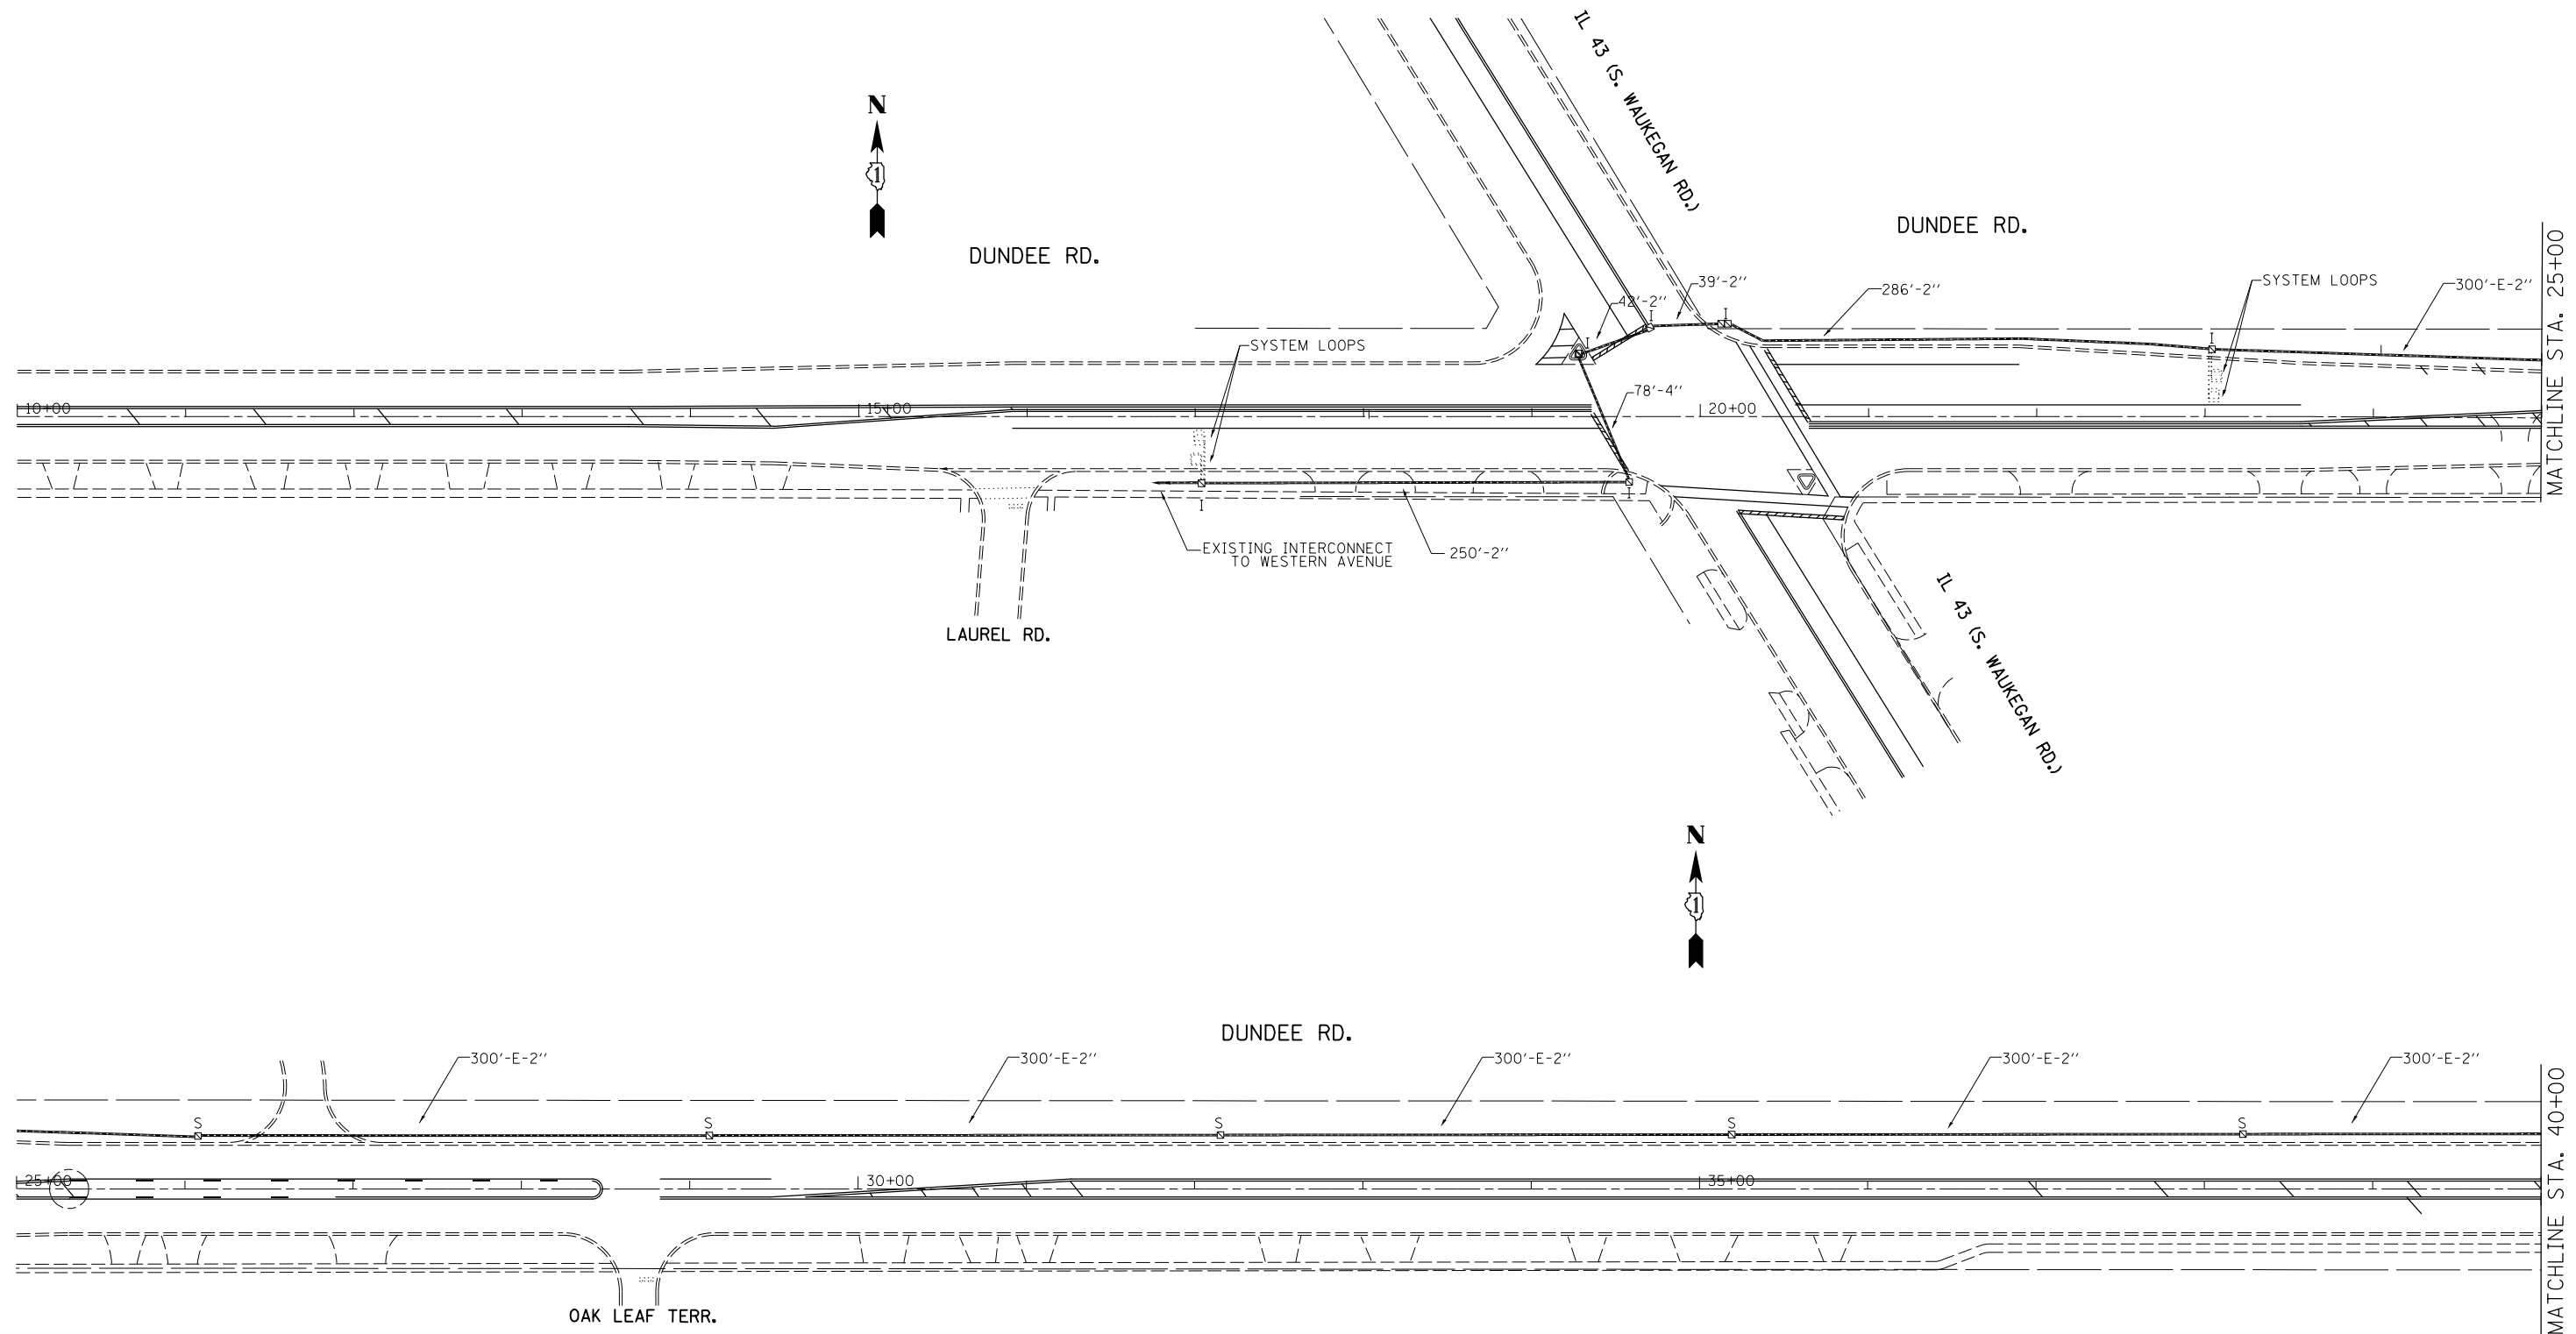 IL 43 (S. WAUKEGAN RD.)
N
1
DUNDEE RD.
DUNDEE RD.
MATCHLINE STA. 25+00
39'-2''
42'-2''
286'-2''
SYSTEM LOOPS
300'-E-2''
I
I
I
I
SYSTEM LOOPS
78'-4''
10+00
15+00
20+00
I
I
EXISTING INTERCONNECT
TO WESTERN AVENUE
250'-2''
LAUREL RD.
IL 43 (S. WAUKEGAN RD.)
N
1
DUNDEE RD.
300'-E-2''
300'-E-2''
300'-E-2''
300'-E-2''
300'-E-2''
S
S
S
S
S
25+00
30+00
35+00
MATCHLINE STA. 40+00
OAK LEAF TERR.